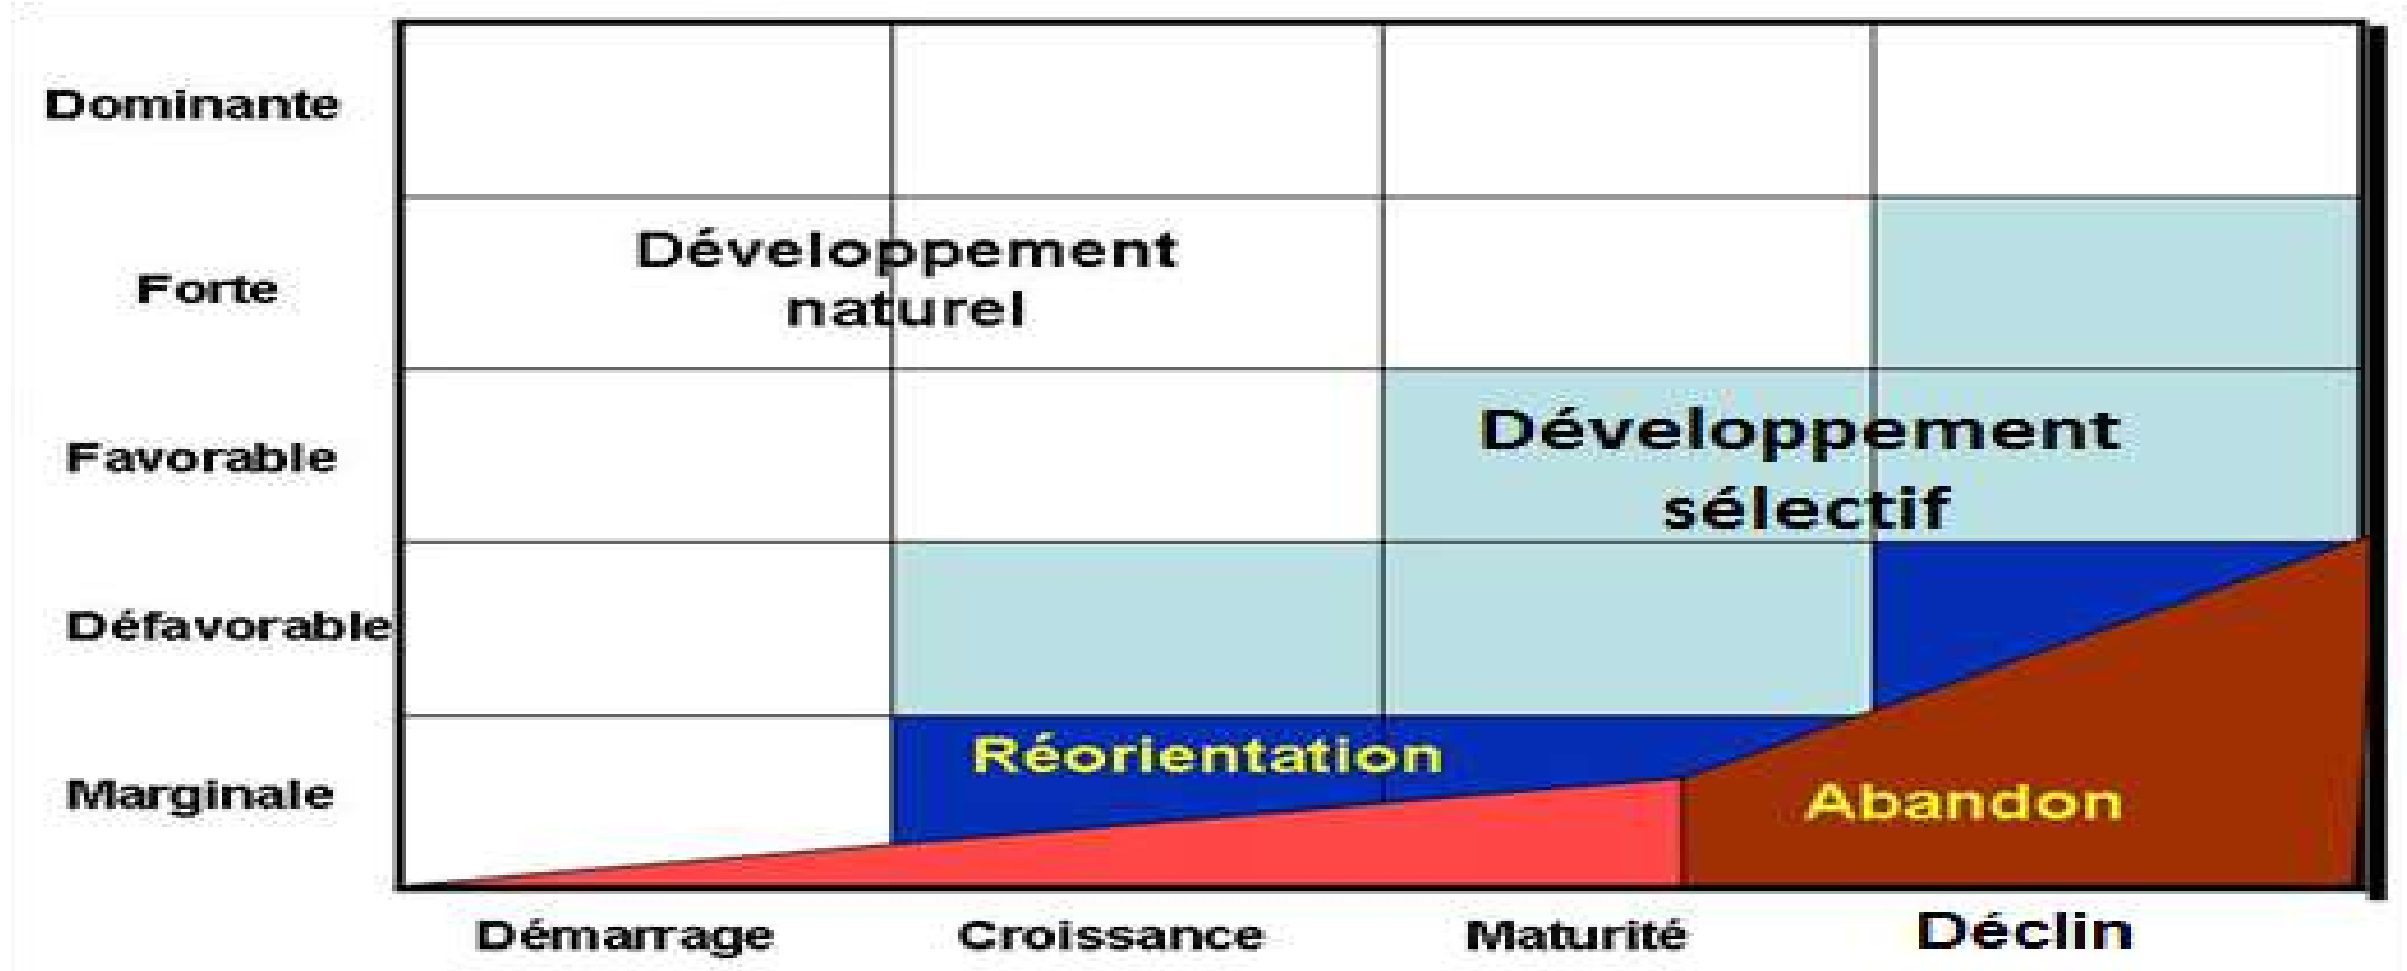 Dominante
Développement
naturel
Forte
Développement
sélectif
Favorable
Défavorable
Réorientation
Marginale
Abandon
Démarrage
Croissance
Maturité
Déclin